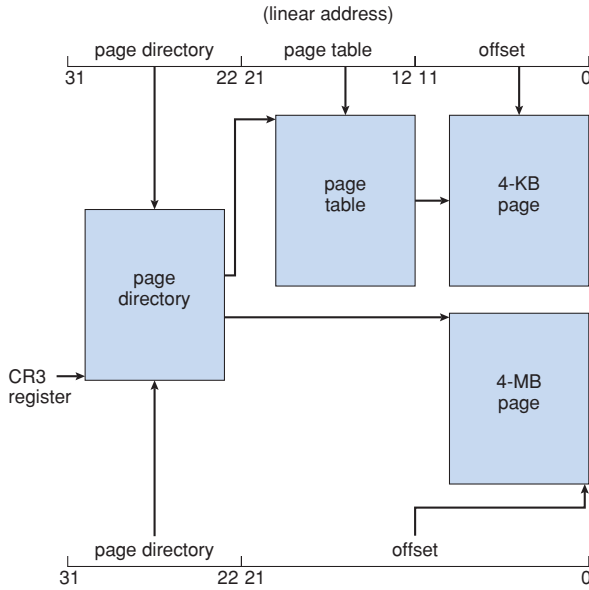 (linear address)
page directory
page table
offset
31
22
21
12
11
0
page
table
4-KB
page
page
directory
CR3
register
4-MB
page
page directory
offset
31
22
21
0